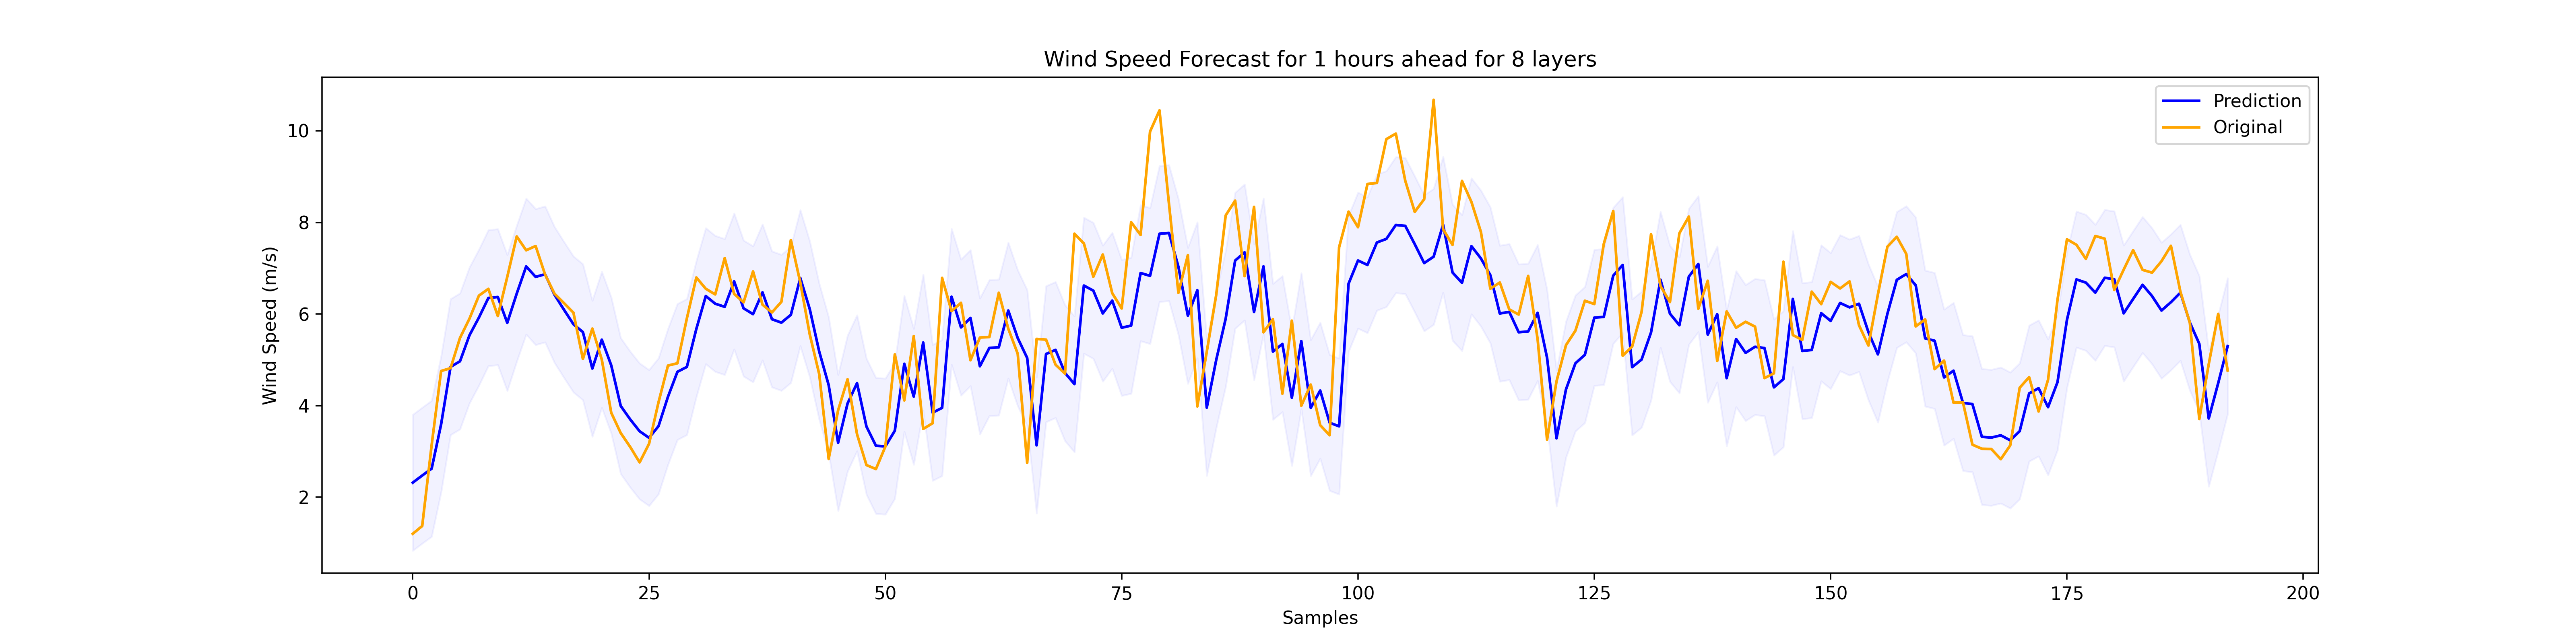 Wind Speed Forecast for 1 hours ahead for 8 layers
Prediction
Original
10
8
6
4
2
Wind Speed (m/s)
0 25 50 75 100 125 150 175 200
Samples